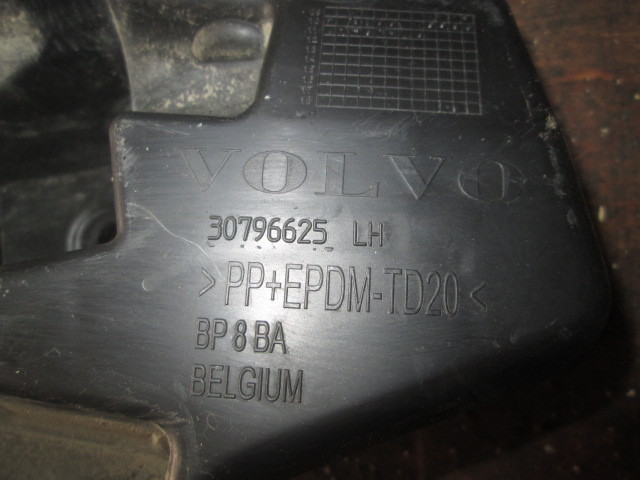 VOLVO
30796625 LH
>PP+EPDM-TD20<
BP 8 BA
BELGIUM